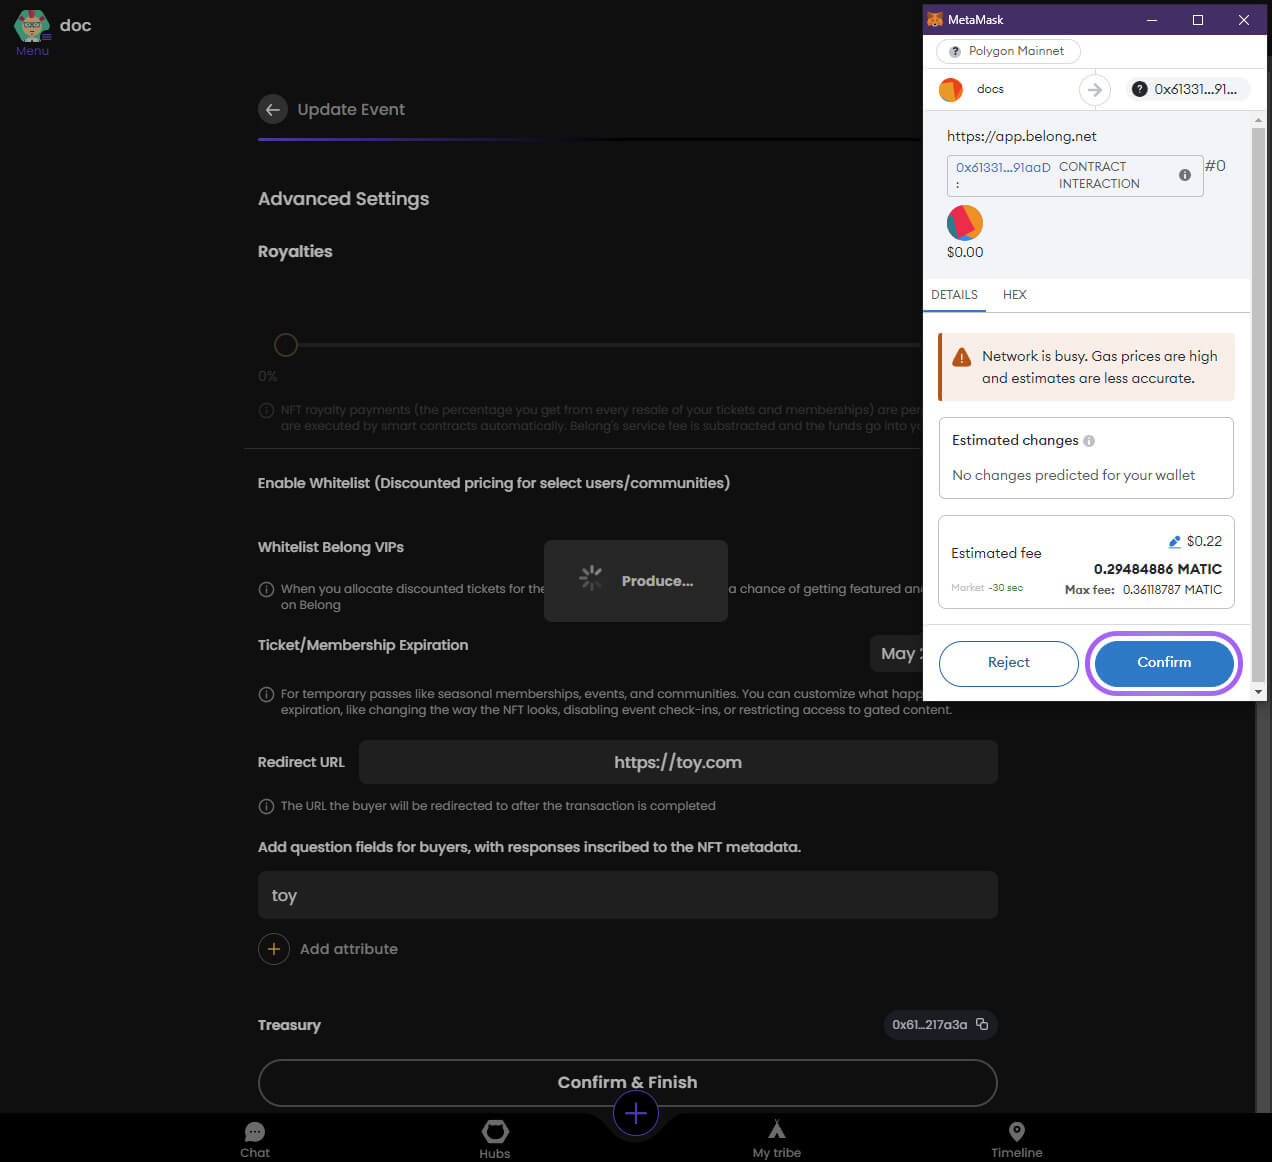 doc
Menu
Update Event
Advanced Settings
Royalties
0%
NFT royalty payments (the percentage you get from every resale of your tickets and memberships) are
are executed by smart contracts automatically. Belong's service fee is substracted and the funds go into
Enable Whitelist (Discounted pricing for select users/communities)
Whitelist Belong VIPs
When you allocate discounted tickets for the
a chance of getting featured
on Belong
Produce...
Ticket/Membership Expiration
May
For temporary passes like seasonal memberships, events, and communities. You can customize what
expiration, like changing the way the NFT looks, disabling event check-ins, or restricting access to gated content.
Redirect URL
https://toy.com
The URL the buyer will be redirected to after the transaction is completed
Add question fields for buyers, with responses inscribed to the NFT metadata.
toy
Add attribute
Treasury
0x61...217a3a
Confirm & Finish
Chat
Hubs
My tribe
Timeline
MetaMask
Polygon Mainnet
docs
0x61331...91...
https://app.belong.net
0x61331...91aaD
:
CONTRACT
INTERACTION
#0
$0.00
DETAILS
HEX
Network is busy. Gas prices are high
and estimates are less accurate.
Estimated changes
No changes predicted for your wallet
Estimated fee
$0.22
0.29484886 MATIC
Market ~30 sec
Max fee: 0.36118787 MATIC
Reject
Confirm